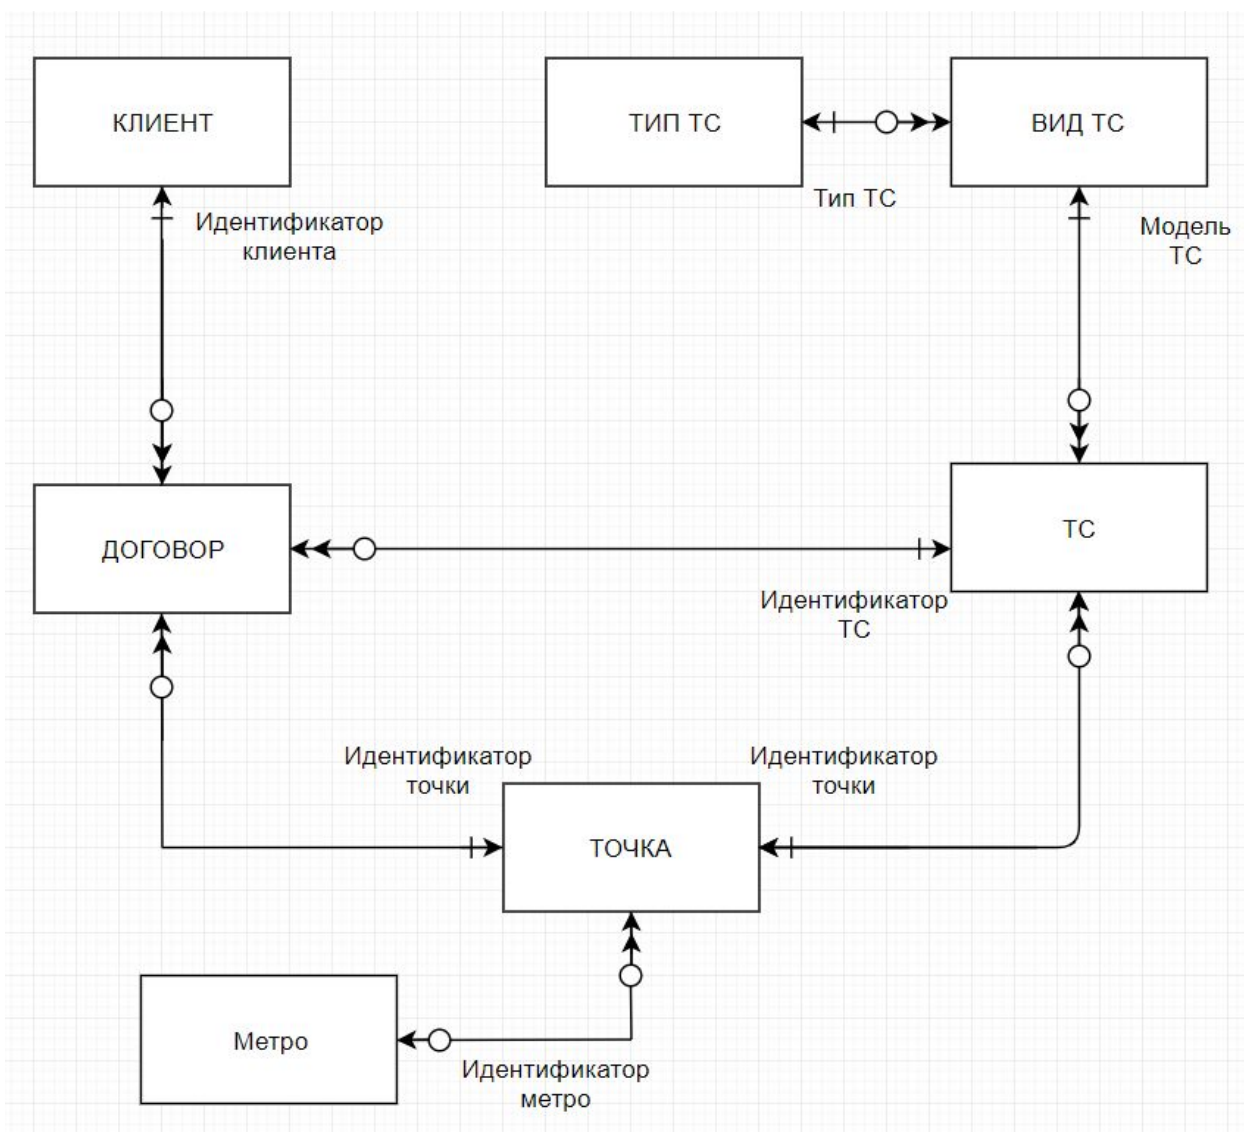 КЛИЕНТ
ТИП ТС
ВИД ТС
Тип ТС
Идентификатор
клиента
Модель
ТС
ДОГОВОР
ТС
Идентификатор
ТС
Идентификатор
точки
Идентификатор
точки
ТОЧКА
Метро
Идентификатор
метро